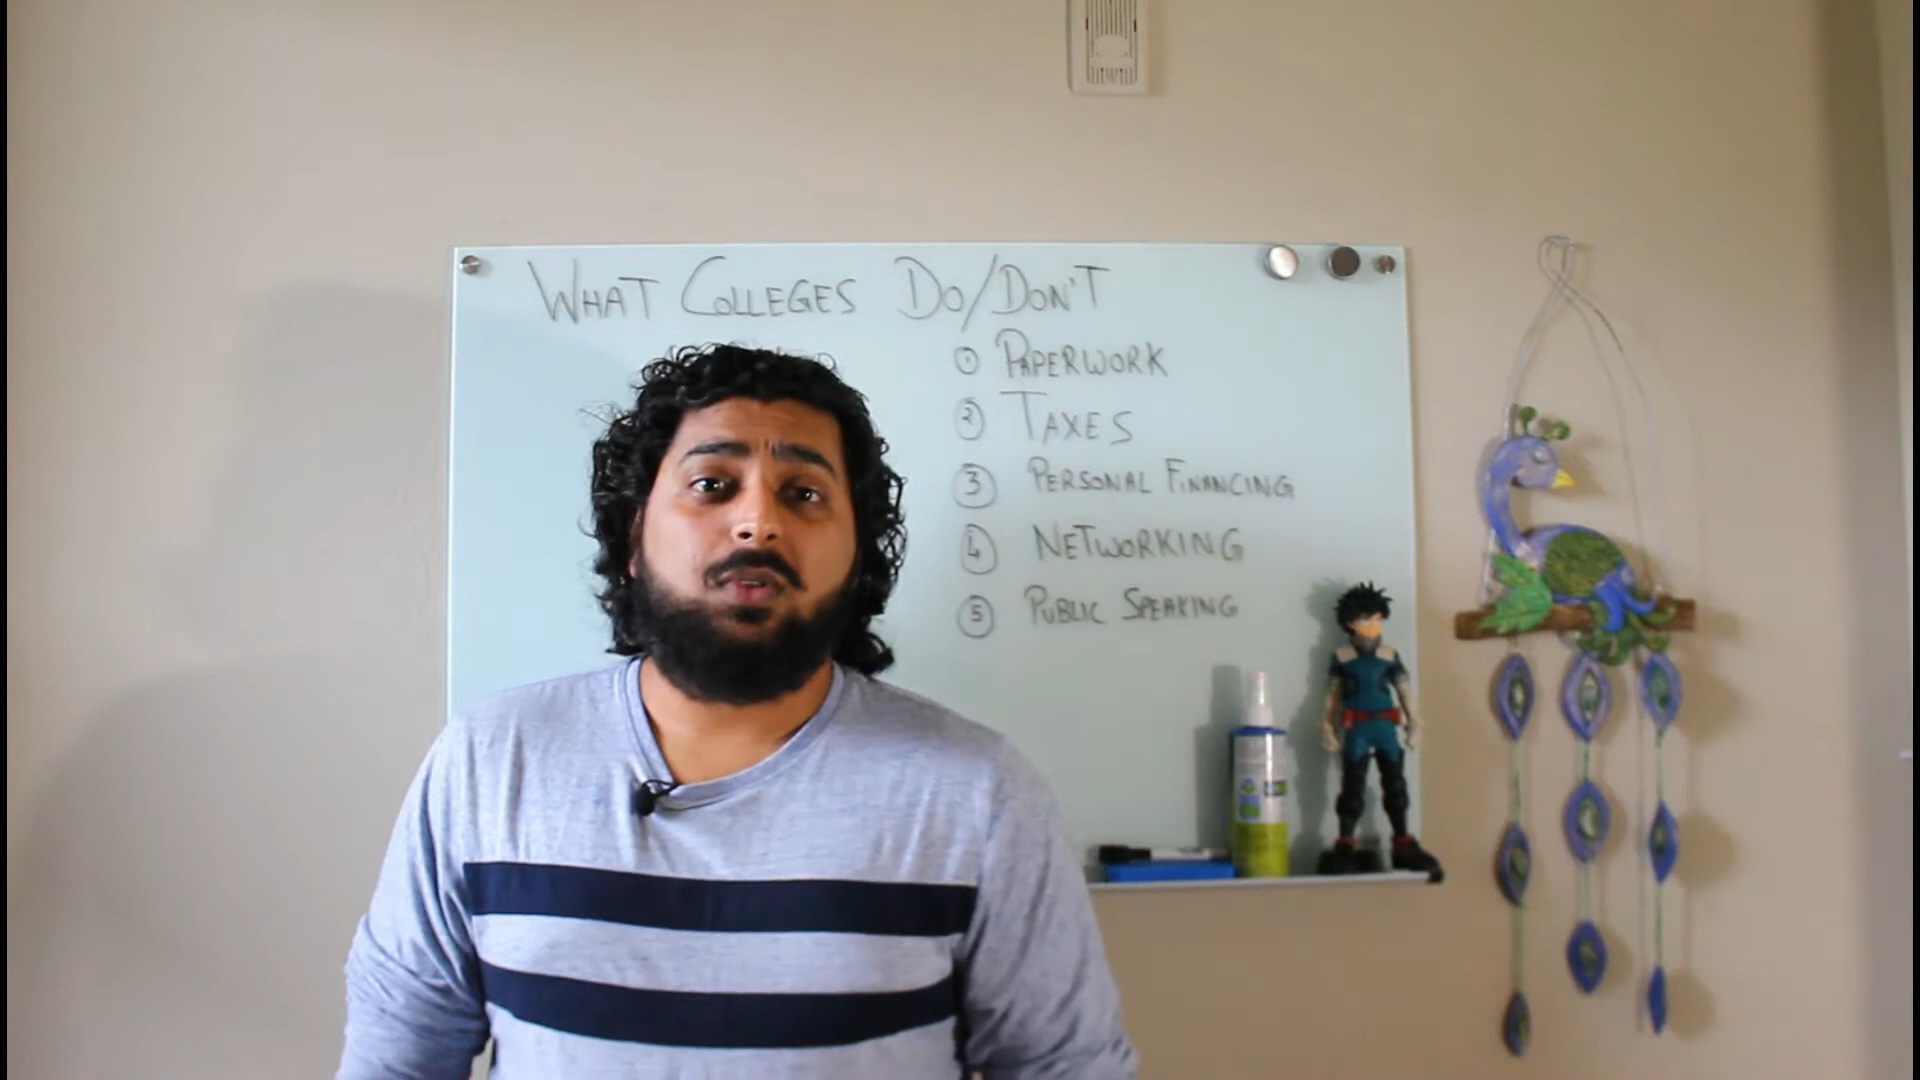 WHAT COLLEGES DO/DON'T
1 PAPERWORK
2 TAXES
3 PERSONAL FINANCING
4 NETWORKING
5 PUBLIC SPEAKING